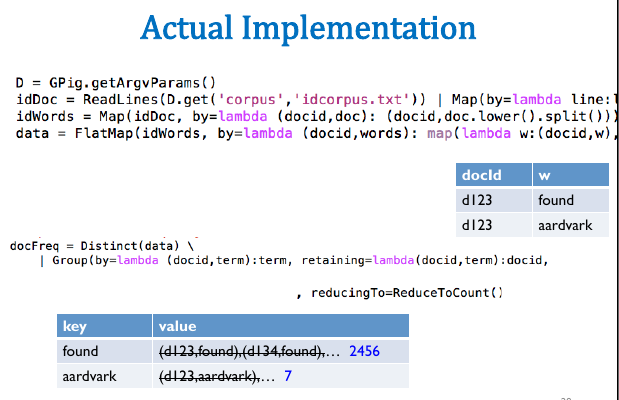 Actual Implementation
D = GPig.getArgvParams()
idDoc = ReadLines(D.get('corpus','idcorpus.txt')) | Map(by=lambda line:
idWords = Map(idDoc, by=lambda (docid,doc): (docid,doc.lower().split()))
data = FlatMap(idWords, by=lambda (docid,words): map(lambda w:(docid,w),
docId w
d123 found
d123 aardvark
docFreq = Distinct(data) \
| Group(by=lambda (docid,term):term, retaining=lambda(docid,term):docid,
, reducingTo=ReduceToCount()
key value
found (d123,found),(d134,found),… 2456
aardvark (d123,aardvark),… 7